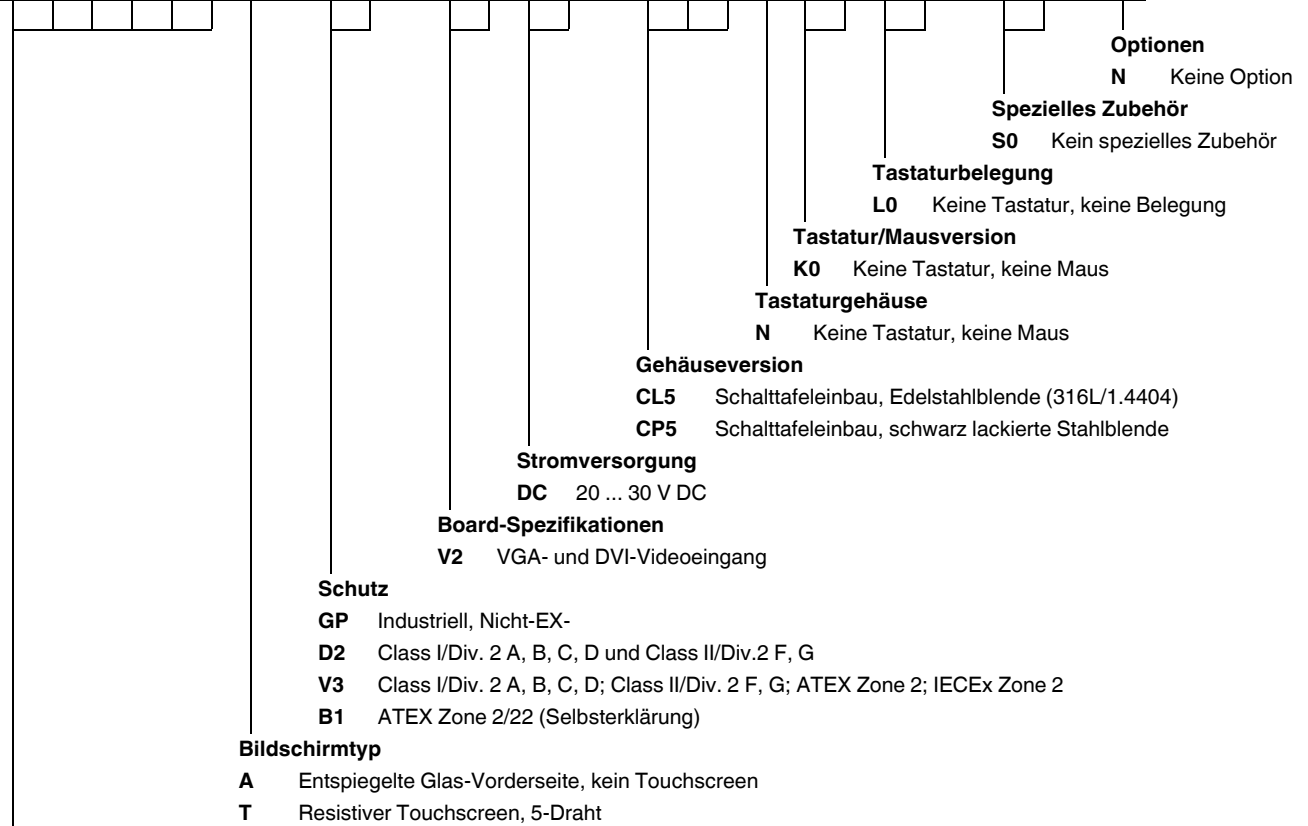 Optionen
N Keine Option
Spezielles Zubehör
S0 Kein spezielles Zubehör
Tastaturbelegung
L0 Keine Tastatur, keine Belegung
Tastatur/Mausversion
K0 Keine Tastatur, keine Maus
Tastaturgehäuse
N Keine Tastatur, keine Maus
Gehäuseversion
CL5 Schalttafeleinbau, Edelstahlblende (316L/1.4404)
CP5 Schalttafeleinbau, schwarz lackierte Stahlblende
Stromversorgung
DC 20 ... 30 V DC
Board-Spezifikationen
V2 VGA- und DVI-Videoeingang
Schutz
GP Industriell, Nicht-EX-
D2 Class I/Div. 2 A, B, C, D und Class II/Div.2 F, G
V3 Class I/Div. 2 A, B, C, D; Class II/Div. 2 F, G; ATEX Zone 2; IECEx Zone 2
B1 ATEX Zone 2/22 (Selbsterklärung)
Bildschirmtyp
A Entspiegelte Glas-Vorderseite, kein Touchscreen
T Resistiver Touchscreen, 5-Draht